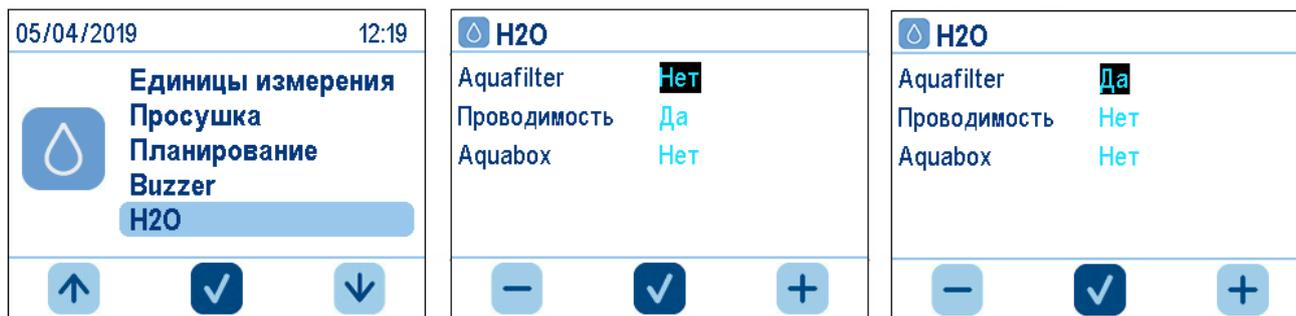 05/04/2019 12:19
Единицы измерения
Просушка
Планирование
Buzzer
H2O
H2O
Aquafilter Нет
Проводимость Да
Aquabox Нет
H2O
Aquafilter Да
Проводимость Нет
Aquabox Нет